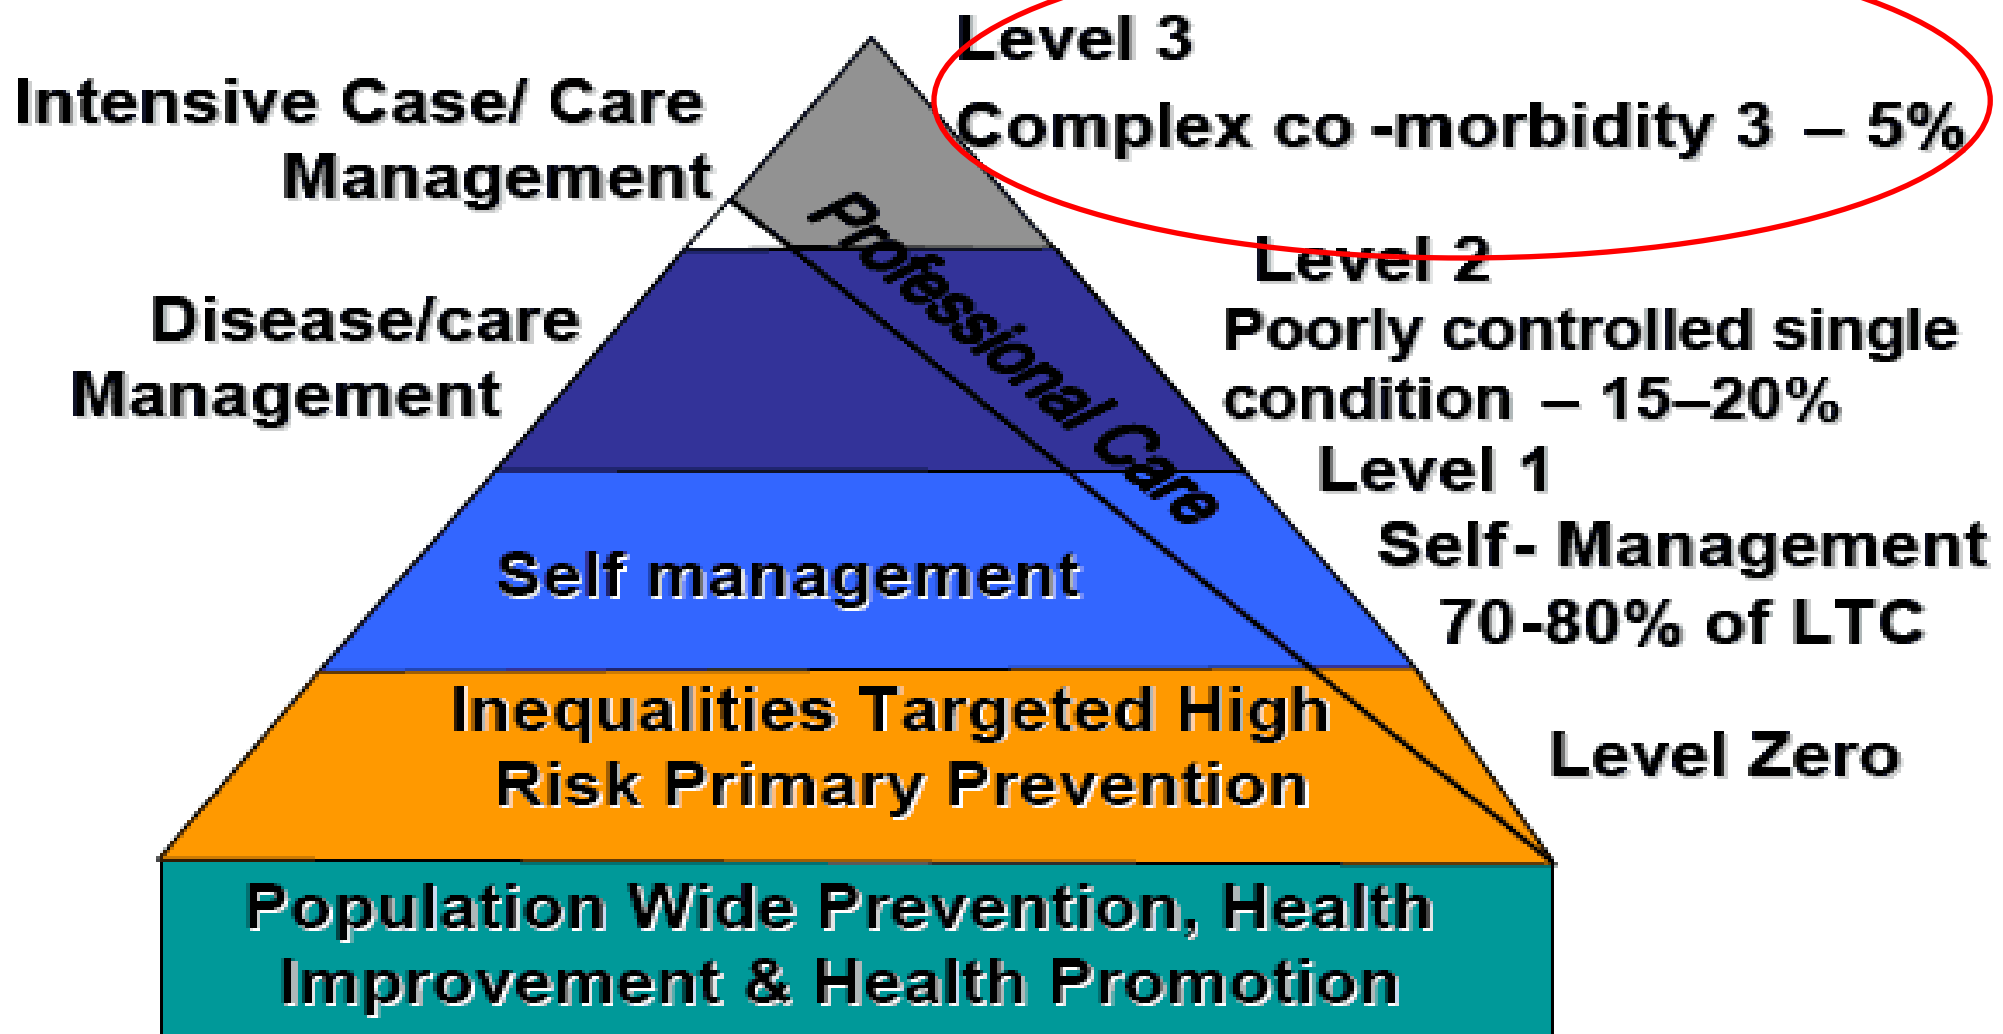 Level 3
Intensive Case/ Care
Management
Complex co -morbidity 3 – 5%
Professional Care
Level 2
Disease/care
Management
Poorly controlled single
condition – 15–20%
Level 1
Self- Management
70-80% of LTC
Self management
Inequalities Targeted High
Risk Primary Prevention
Level Zero
Population Wide Prevention, Health
Improvement & Health Promotion